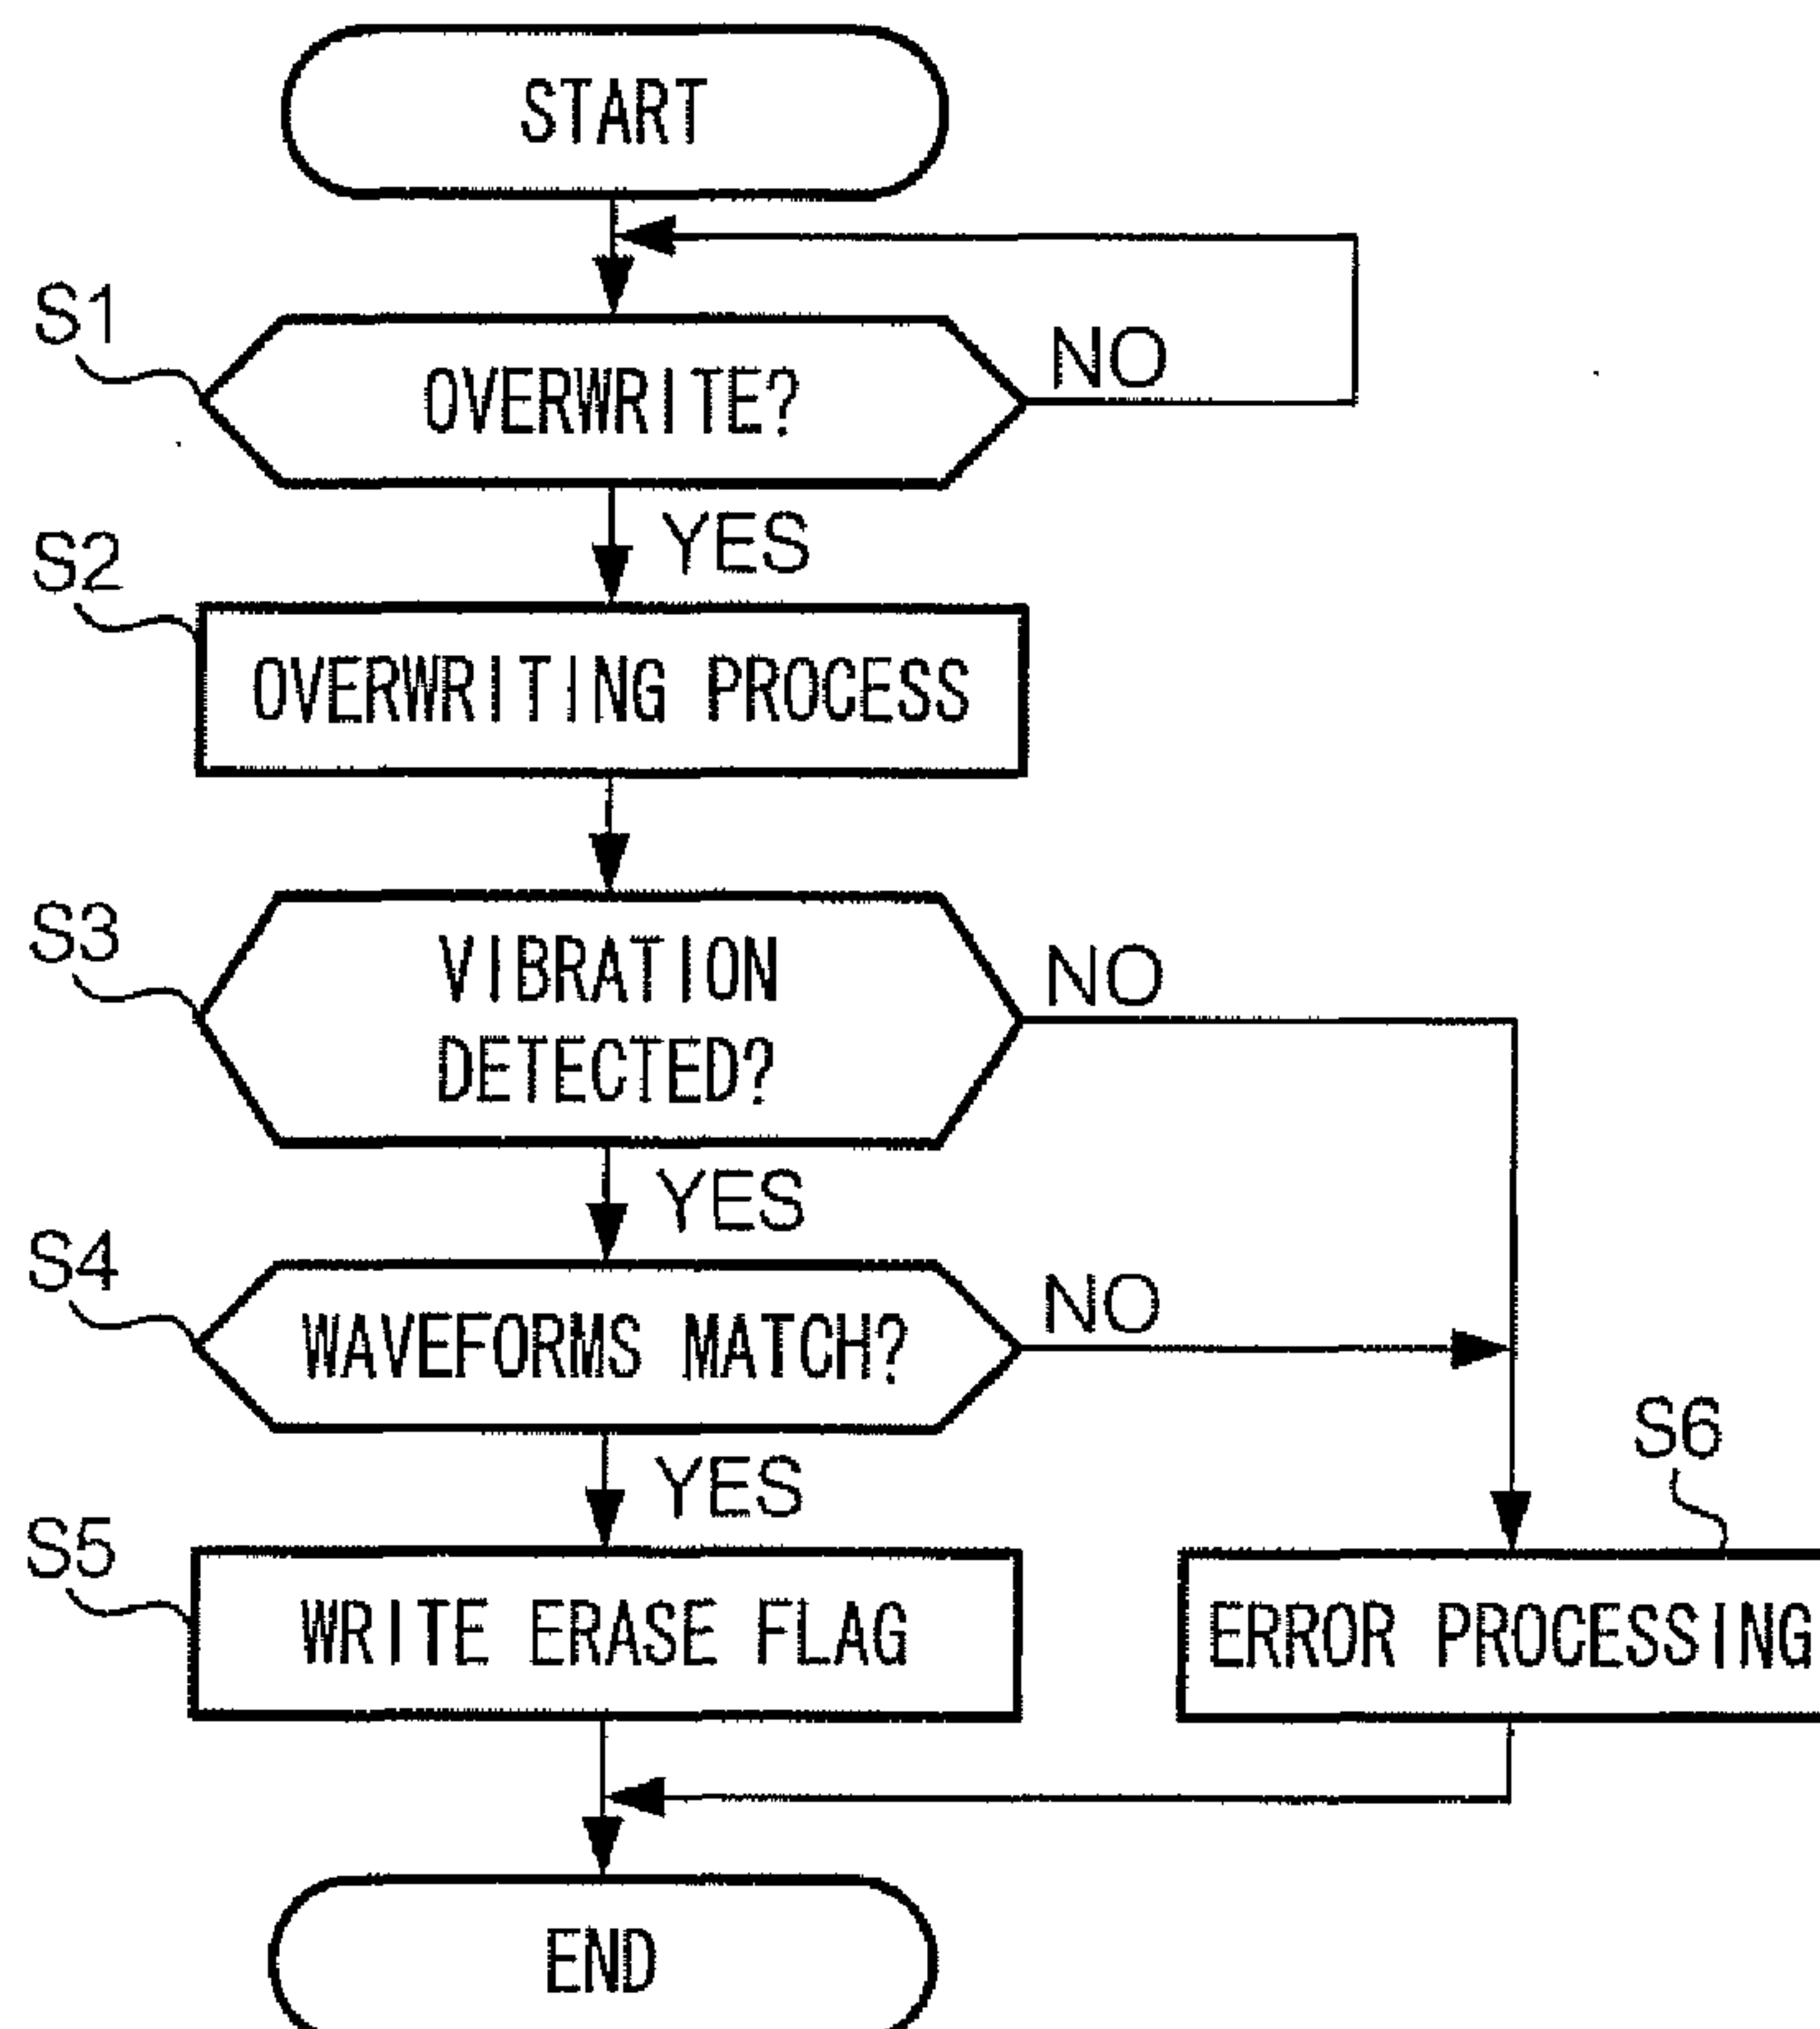 START
S1
OVERWRITE?
NO
YES
S2
OVERWRITING PROCESS
S3
VIBRATION
DETECTED?
NO
YES
S4
WAVEFORMS MATCH?
NO
YES
S5
WRITE ERASE FLAG
S6
ERROR PROCESSING
END